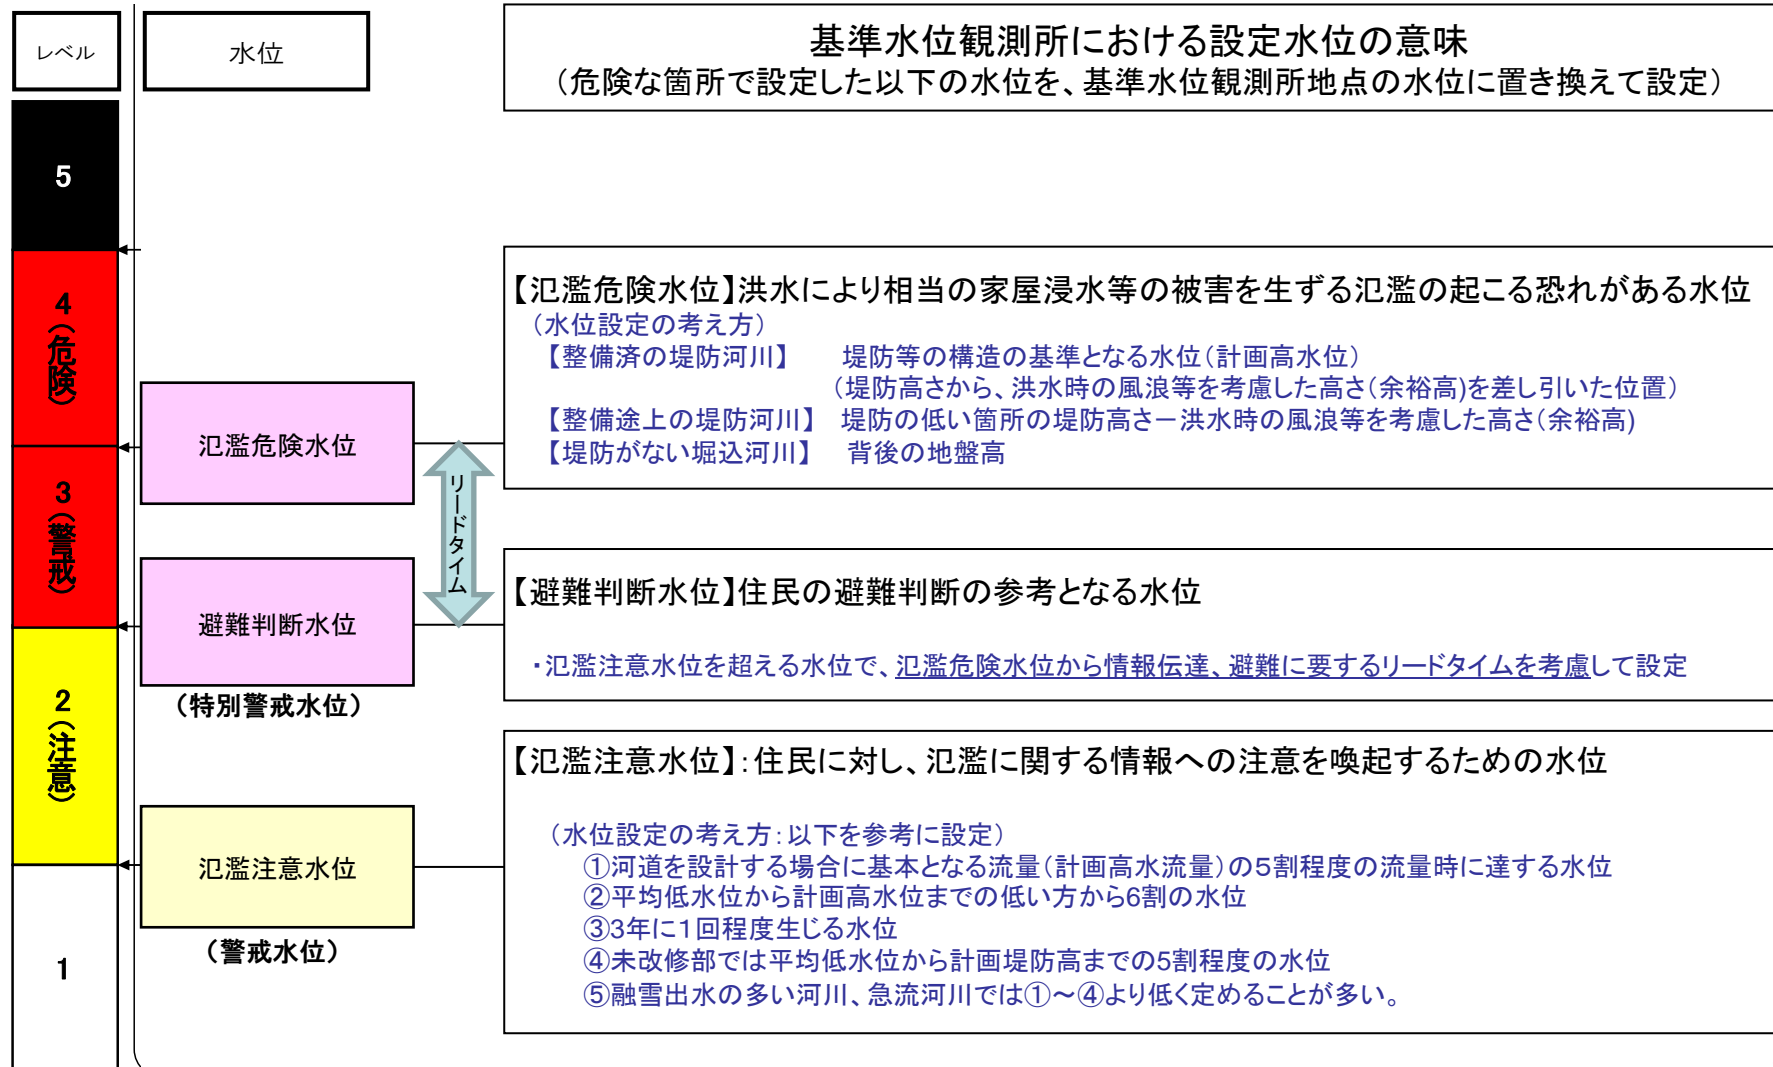 レベル
水位
基準水位観測所における設定水位の意味
(危険な箇所で設定した以下の水位を、基準水位観測所地点の水位に置き換えて設定)
5
4(危険)
3(警戒)
2(注意)
1
氾濫危険水位
リードタイム
避難判断水位
(特別警戒水位)
氾濫注意水位
(警戒水位)
【氾濫危険水位】洪水により相当の家屋浸水等の被害を生ずる氾濫の起こる恐れがある水位
(水位設定の考え方)
【整備済の堤防河川】 堤防等の構造の基準となる水位(計画高水位)
(堤防高さから、洪水時の風浪等を考慮した高さ(余裕高)を差し引いた位置)
【整備途上の堤防河川】 堤防の低い箇所の堤防高さ－洪水時の風浪等を考慮した高さ(余裕高)
【堤防がない堀込河川】 背後の地盤高
【避難判断水位】住民の避難判断の参考となる水位
・氾濫注意水位を超える水位で、氾濫危険水位から情報伝達、避難に要するリードタイムを考慮して設定
【氾濫注意水位】:住民に対し、氾濫に関する情報への注意を喚起するための水位
(水位設定の考え方:以下を参考に設定)
①河道を設計する場合に基本となる流量(計画高水流量)の5割程度の流量時に達する水位
②平均低水位から計画高水位までの低い方から6割の水位
③3年に1回程度生じる水位
④未改修部では平均低水位から計画堤防高までの5割程度の水位
⑤融雪出水の多い河川、急流河川では①～④より低く定めることが多い。